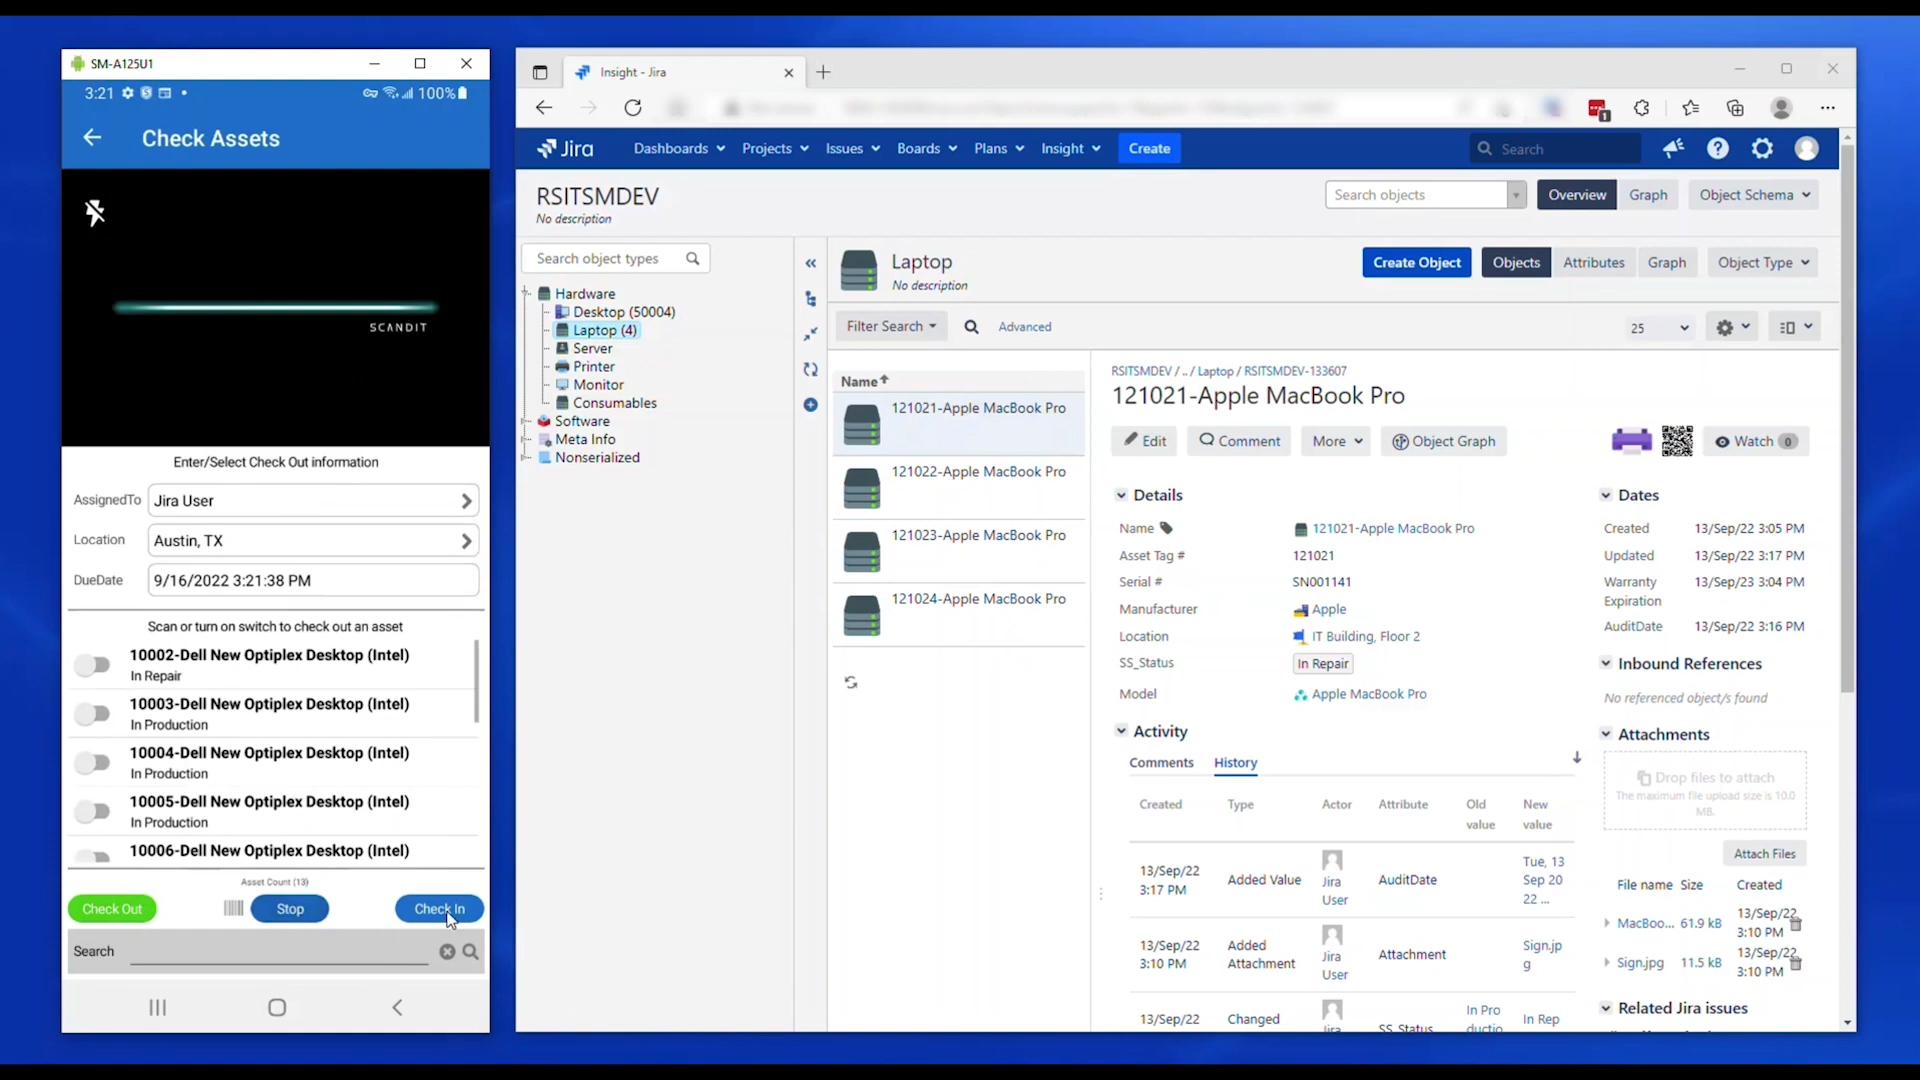 SM-A125U1
3:21
100%
Check Assets
SCANDIT
Enter/Select Check Out information
AssignedTo
Jira User
Location
Austin, TX
DueDate
9/16/2022 3:21:38 PM
Scan or turn on switch to check out an asset
10002-Dell New Optiplex Desktop (Intel)
In Repair
10003-Dell New Optiplex Desktop (Intel)
In Production
10004-Dell New Optiplex Desktop (Intel)
In Production
10005-Dell New Optiplex Desktop (Intel)
In Production
10006-Dell New Optiplex Desktop (Intel)
Asset Count (13)
Check Out
Stop
Check In
Search
Insight - Jira
1
Jira
Dashboards
Projects
Issues
Boards
Plans
Insight
Create
Search
RSITSMDEV
No description
Search objects
Overview
Graph
Object Schema
Search object types
Hardware
Desktop (50004)
Laptop (4)
Server
Printer
Monitor
Consumables
Software
Meta Info
Nonserialized
Laptop
No description
Create Object
Objects
Attributes
Graph
Object Type
Filter Search
Advanced
25
Name
121021-Apple MacBook Pro
121022-Apple MacBook Pro
121023-Apple MacBook Pro
121024-Apple MacBook Pro
RSITSMDEV / .. / Laptop / RSITSMDEV-133607
121021-Apple MacBook Pro
Edit
Comment
More
Object Graph
Watch 0
Details
Name
121021-Apple MacBook Pro
Asset Tag #
121021
Serial #
SN001141
Manufacturer
Apple
Location
IT Building, Floor 2
SS_Status
In Repair
Model
Apple MacBook Pro
Activity
Comments
History
Created
Type
Actor
Attribute
Old
value
New
value
13/Sep/22
3:17 PM
Added Value
Jira
User
AuditDate
Tue, 13
Sep 20
22 ...
13/Sep/22
3:10 PM
Added
Attachment
Jira
User
Attachment
Sign.jp
g
13/Sep/22
Changed
Jira
SS_Status
In Pro
ductio
In Rep
Dates
Created
13/Sep/22 3:05 PM
Updated
13/Sep/22 3:17 PM
Warranty
Expiration
13/Sep/23 3:04 PM
AuditDate
13/Sep/22 3:16 PM
Inbound References
No referenced object/s found
Attachments
Drop files to attach
The maximum file upload size is 10.0
MB.
Attach Files
File name
Size
Created
MacBoo...
61.9 kB
13/Sep/22
3:10 PM
Sign.jpg
11.5 kB
13/Sep/22
3:10 PM
Related Jira issues